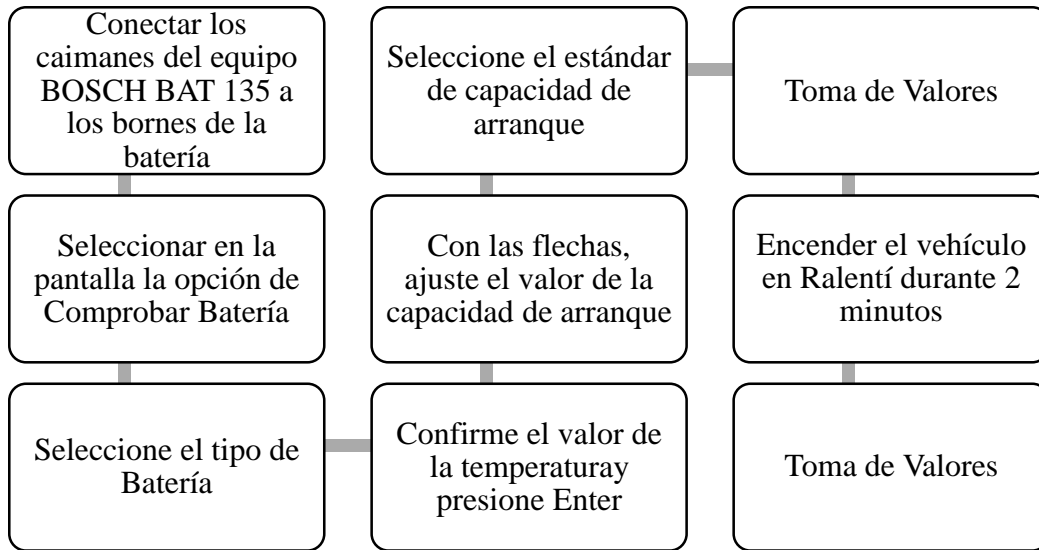 Conectar los
caimanes del equipo
BOSCH BAT 135 a
los bornes de la
batería
Seleccionar en la
pantalla la opción de
Comprobar Batería
Seleccione el tipo de
Batería
Confirme el valor de
la temperaturay
presione Enter
Con las flechas,
ajuste el valor de la
capacidad de arranque
Seleccione el estándar
de capacidad de
arranque
Toma de Valores
Encender el vehículo
en Ralentí durante 2
minutos
Toma de Valores